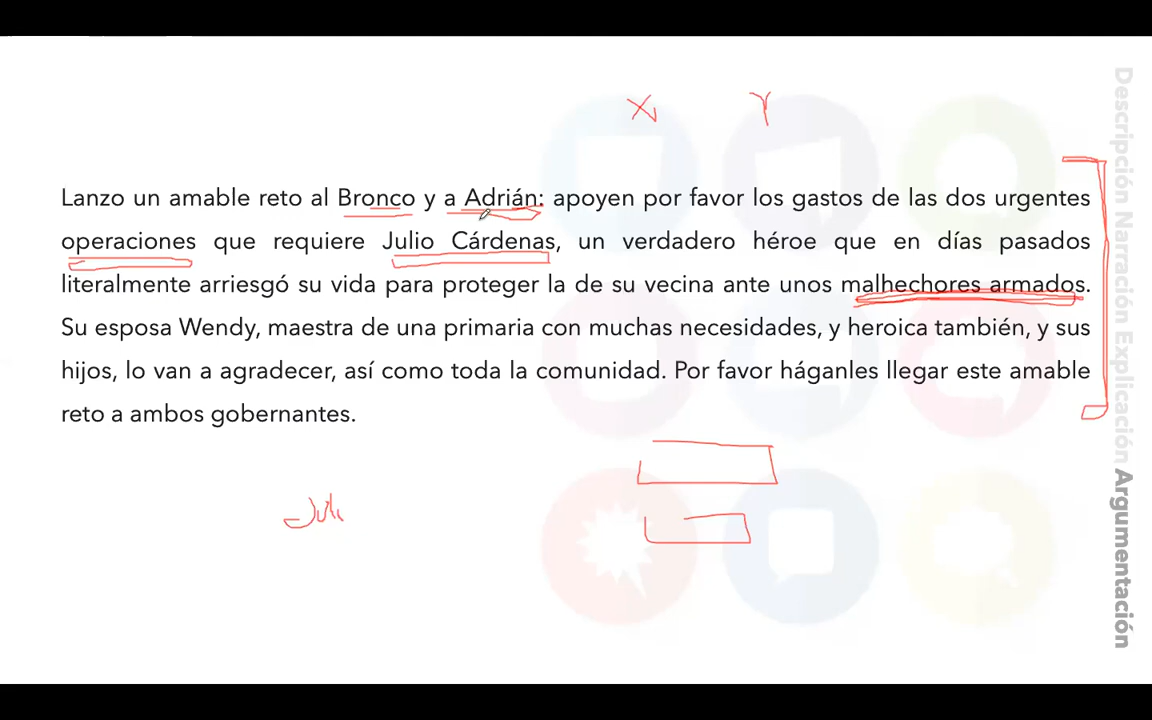 X Y
Lanzo un amable reto al Bronco y a Adrián: apoyen por favor los gastos de las dos urgentes
operaciones que requiere Julio Cárdenas, un verdadero héroe que en días pasados
literalmente arriesgó su vida para proteger la de su vecina ante unos malhechores armados.
Su esposa Wendy, maestra de una primaria con muchas necesidades, y heroica también, y sus
hijos, lo van a agradecer, así como toda la comunidad. Por favor háganles llegar este amable
reto a ambos gobernantes.
Descripción Narración Explicación Argumentación